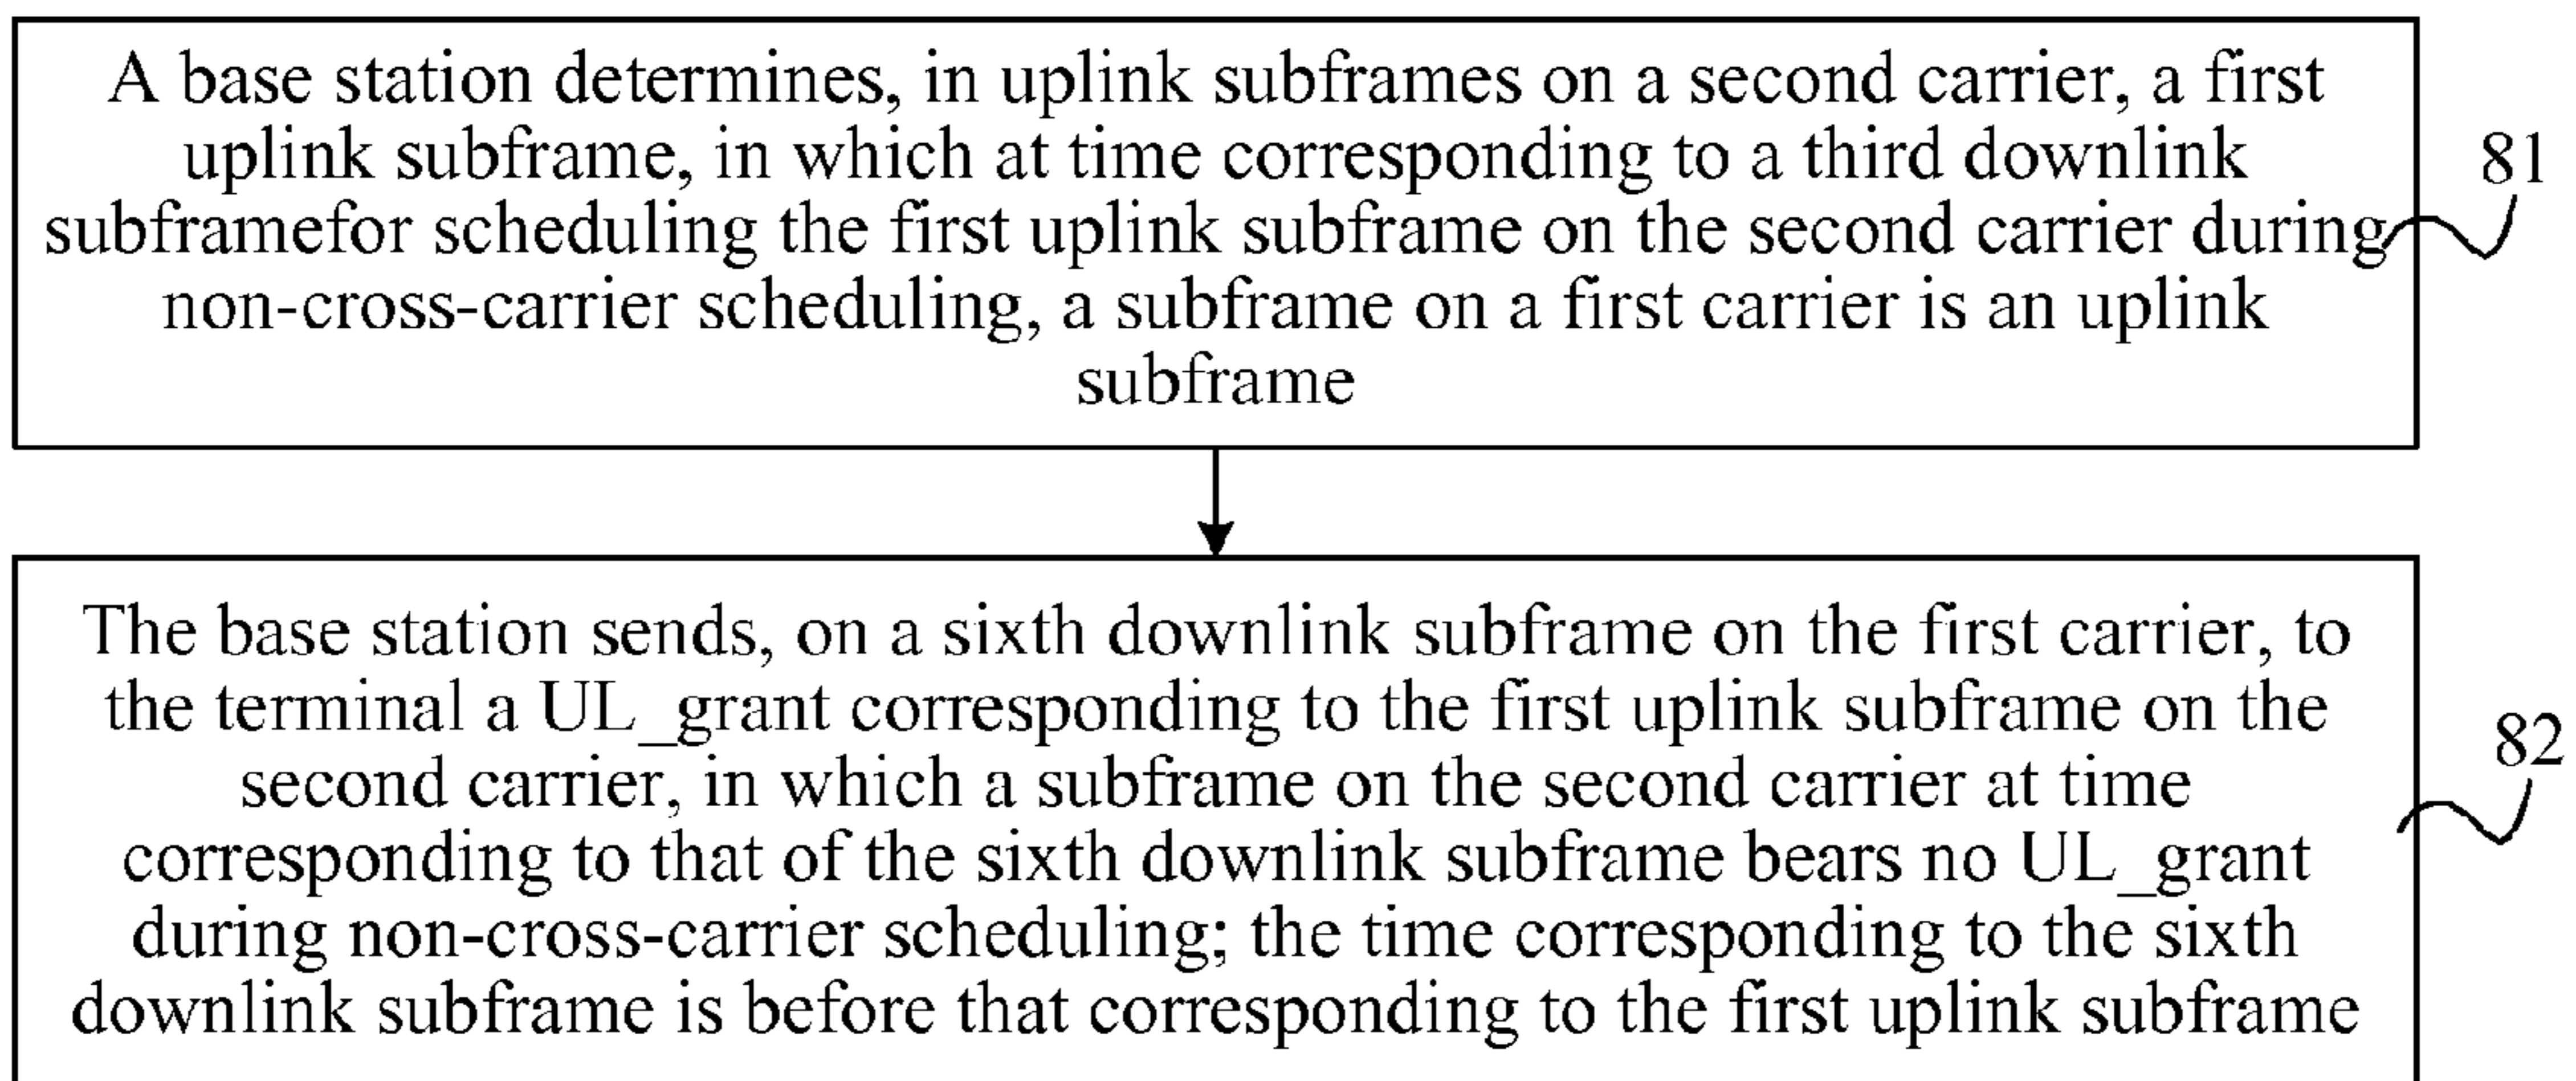 A base station determines, in uplink subframes on a second carrier, a first
uplink subframe, in which at time corresponding to a third downlink
subframefor scheduling the first uplink subframe on the second carrier during
non-cross-carrier scheduling, a subframe on a first carrier is an uplink
subframe
81
The base station sends, on a sixth downlink subframe on the first carrier, to
the terminal a UL_grant corresponding to the first uplink subframe on the
second carrier, in which a subframe on the second carrier at time
corresponding to that of the sixth downlink subframe bears no UL_grant
during non-cross-carrier scheduling; the time corresponding to the sixth
downlink subframe is before that corresponding to the first uplink subframe
82